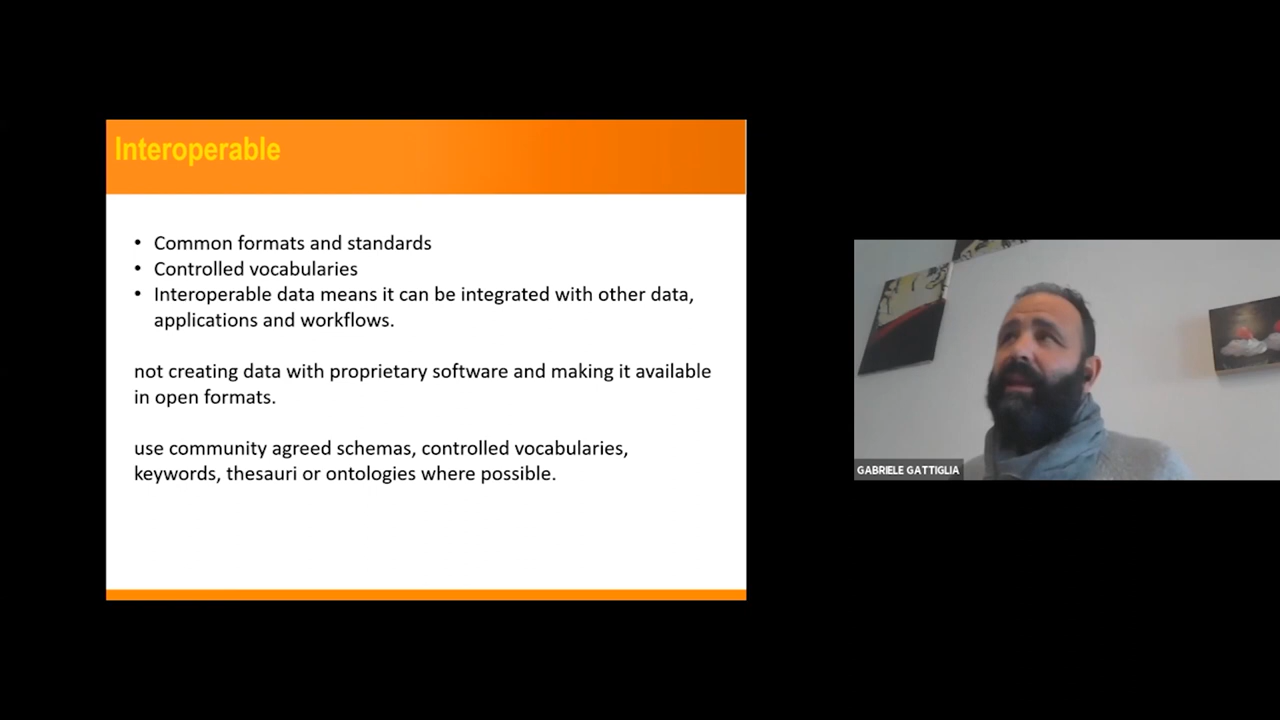 Interoperable
• Common formats and standards
• Controlled vocabularies
• Interoperable data means it can be integrated with other data,
applications and workflows.
not creating data with proprietary software and making it available
in open formats.
use community agreed schemas, controlled vocabularies,
keywords, thesauri or ontologies where possible.
GABRIELE GATTIGLIA